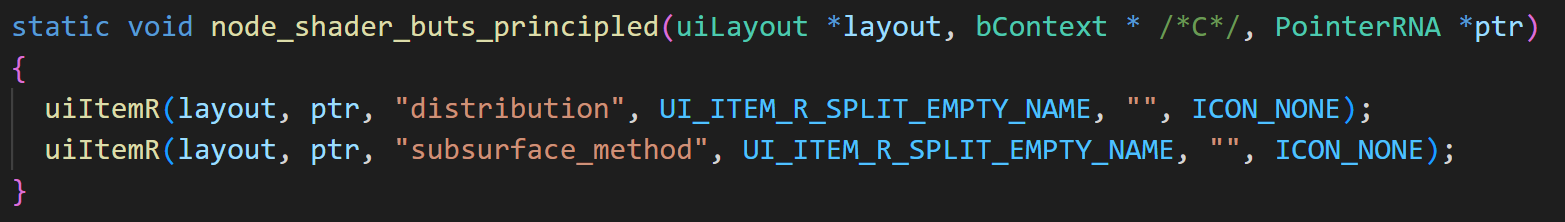 static void node_shader_buts_principled(uiLayout *layout, bContext * /*C*/, PointerRNA *ptr)
{
  uiItemR(layout, ptr, "distribution", UI_ITEM_R_SPLIT_EMPTY_NAME, "", ICON_NONE);
  uiItemR(layout, ptr, "subsurface_method", UI_ITEM_R_SPLIT_EMPTY_NAME, "", ICON_NONE);
}